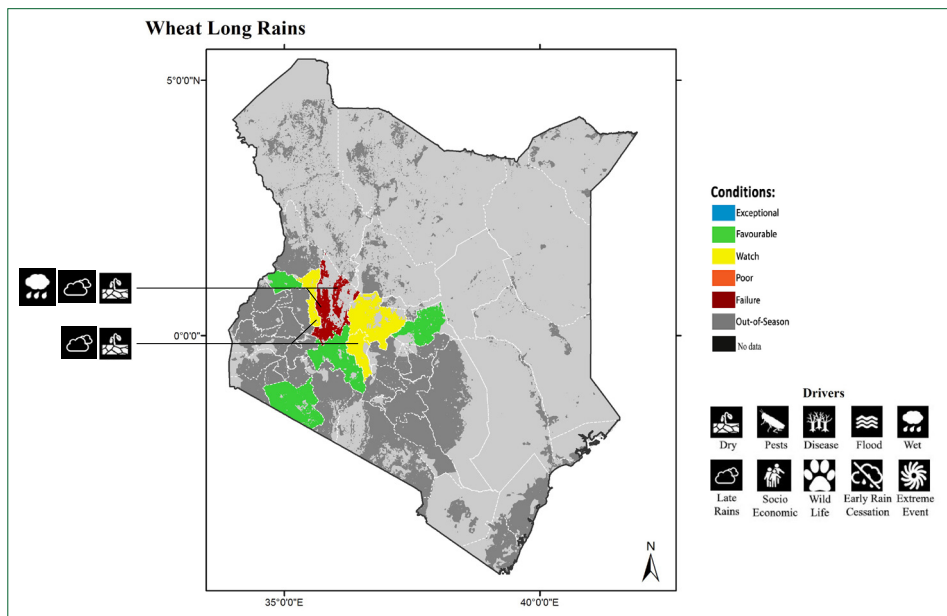 Wheat Long Rains
5°0'0"N
0°0'0"
35°0'0"E
40°0'0"E
N
Conditions:
Exceptional
Favourable
Watch
Poor
Failure
Out-of-Season
No data
Drivers
Dry
Pests
Disease
Flood
Wet
Late
Rains
Socio
Economic
Wild
Life
Early Rain
Cessation
Extreme
Event